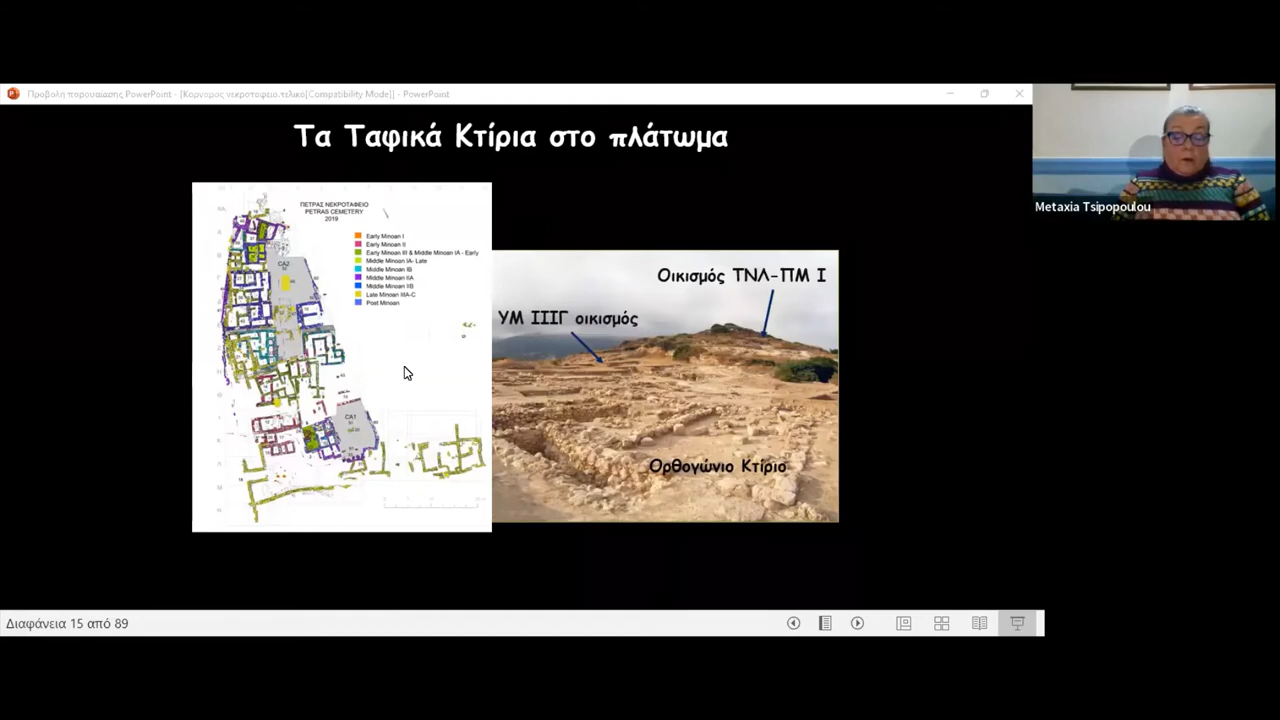 Προβολή παρουσίασης PowerPoint - [Κορνάρος νεκροταφείο.τελικό[Compatibility Mode]] - PowerPoint
Τα Ταφικά Κτίρια στο πλάτωμα
Metaxia Tsipopoulou
ΠΕΤΡΑΣ ΝΕΚΡΟΤΑΦΕΙΟ
PETRAS CEMETERY
2019
Early Minoan I
Early Minoan II
Early Minoan III & Middle Minoan IA - Early
Middle Minoan IA- Late
Middle Minoan IB
Middle Minoan IIA
Middle Minoan IIB
Late Minoan IIIA-C
Post Minoan
CA2
CA1
Οικισμός ΤΝΛ-ΠΜ Ι
ΥΜ ΙΙΙΓ οικισμός
Ορθογώνιο Κτίριο
Διαφάνεια 15 από 89